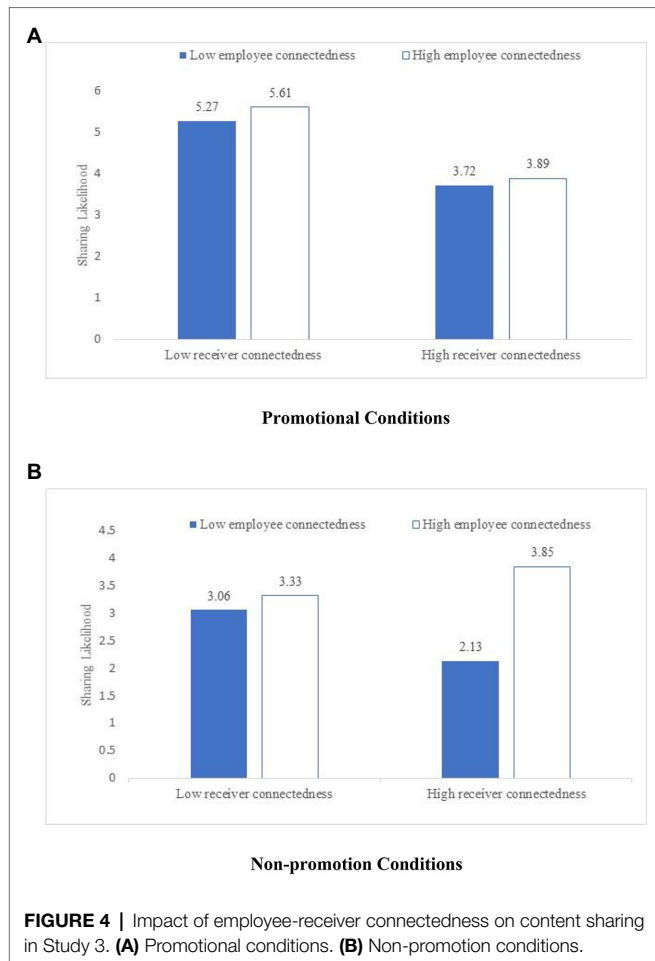 A
Low employee connectedness High employee connectedness
6
5
4
3
2
1
0
Sharing Likelihood
5.27
5.61
3.72
3.89
Low receiver connectedness High receiver connectedness
Promotional Conditions
B
Low employee connectedness High employee connectedness
4.5
4
3.5
3
2.5
2
1.5
1
0.5
0
Sharing Likelihood
3.06
3.33
2.13
3.85
Low receiver connectedness High receiver connectedness
Non-promotion Conditions
FIGURE 4 | Impact of employee-receiver connectedness on content sharing
in Study 3. (A) Promotional conditions. (B) Non-promotion conditions.